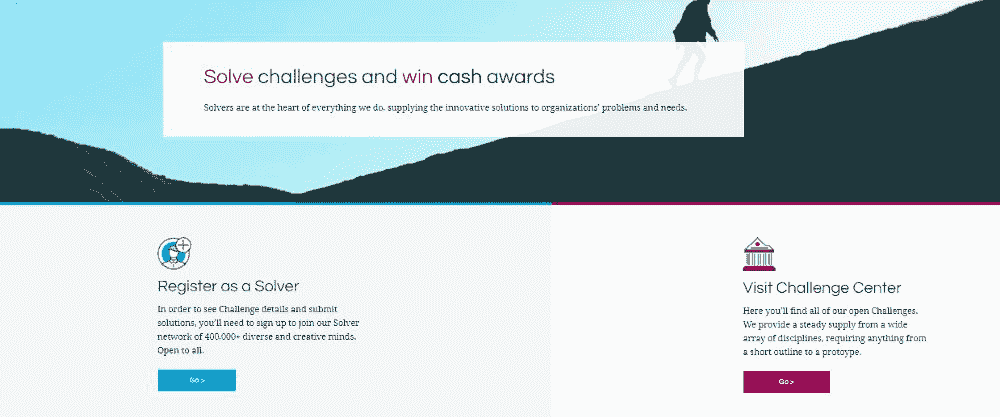 Solve challenges and win cash awards
Solvers are at the heart of everything we do, supplying the innovative solutions to organizations' problems and needs.
Register as a Solver
In order to see Challenge details and submit
solutions, you'll need to sign up to join our Solver
network of 400,000+ diverse and creative minds.
Open to all.
Go >
Visit Challenge Center
Here you'll find all of our open Challenges.
We provide a steady supply from a wide
array of disciplines, requiring anything from
a short outline to a protoype.
Go >